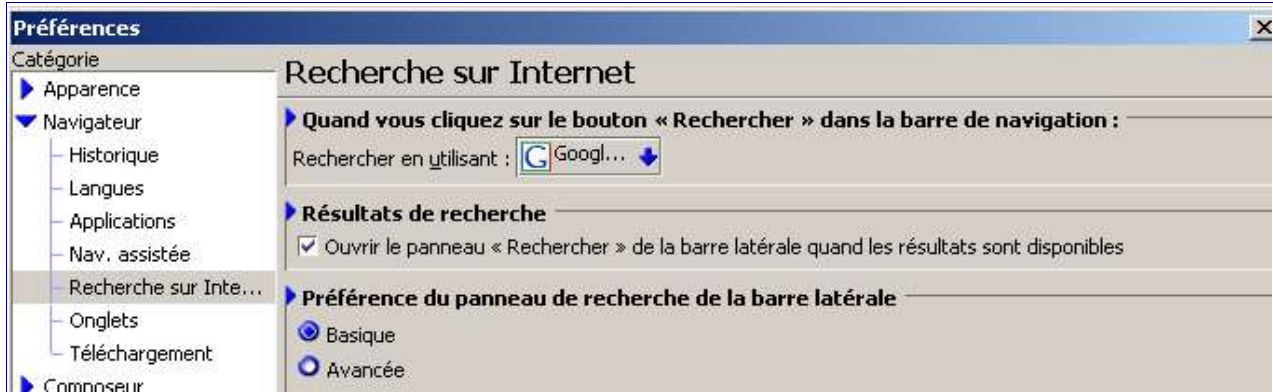 Préférences
Catégorie
Apparence
Navigateur
Historique
Langues
Applications
Nav. assistée
Recherche sur Inte...
Onglets
Téléchargement
Composeur
Recherche sur Internet
Quand vous cliquez sur le bouton « Rechercher » dans la barre de navigation :
Rechercher en utilisant : G Googl...
Résultats de recherche
Ouvrir le panneau « Rechercher » de la barre latérale quand les résultats sont disponibles
Préférence du panneau de recherche de la barre latérale
Basique
Avancée